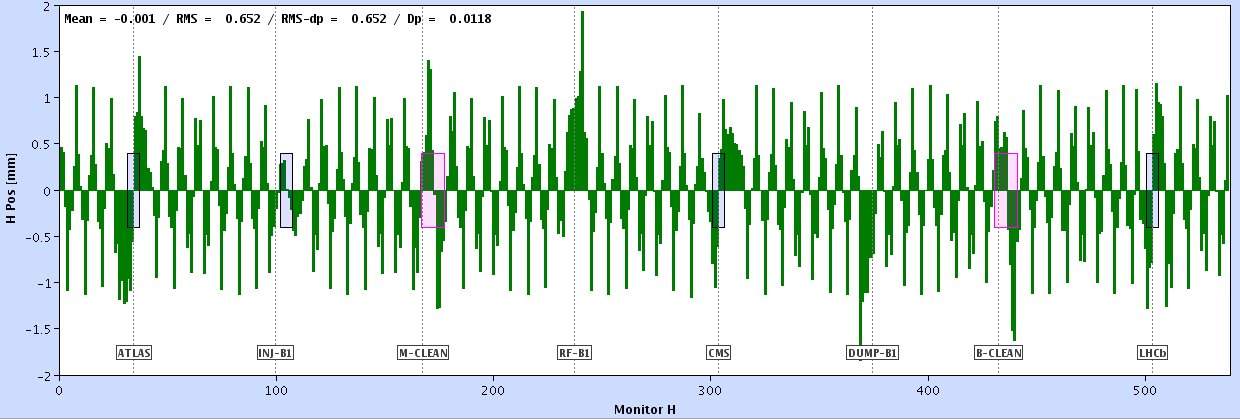 Mean = -0.001 / RMS = 0.652 / RMS-dp = 0.652 / Dp = 0.0118
2
1.5
1
0.5
0
-0.5
-1
-1.5
-2
H Pos [mm]
ATLAS INJ-B1 M-CLEAN RF-B1 CMS DUMP-B1 B-CLEAN LHCb
0 100 200 300 400 500
Monitor H